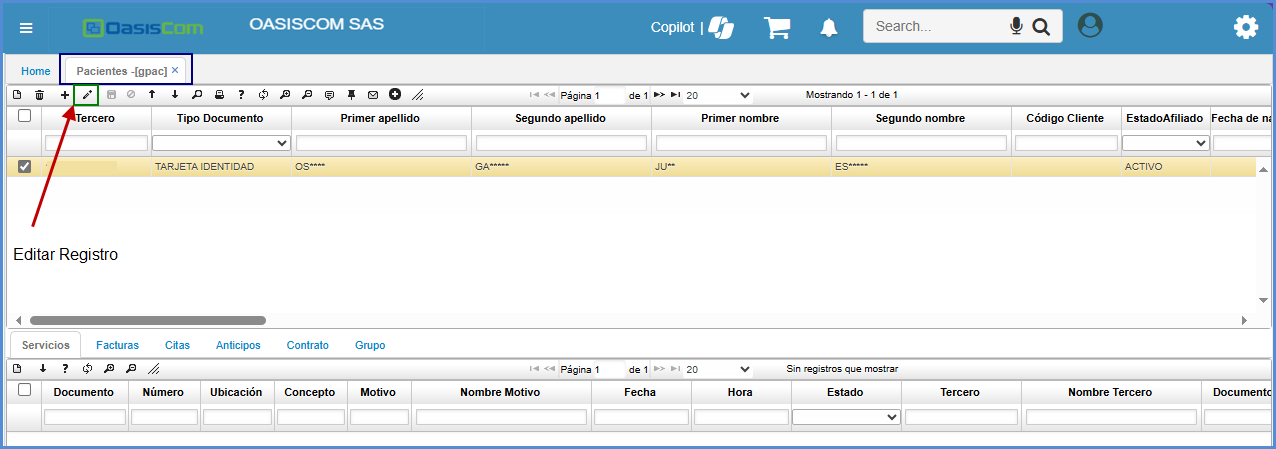 OasisCom
OASISCOM SAS
Copilot |
Search...
Home
Pacientes -[gpac] ×
Página 1 de 1 20 Mostrando 1 - 1 de 1
Tercero Tipo Documento Primer apellido Segundo apellido Primer nombre Segundo nombre Código Cliente EstadoAfiliado Fecha de na
TARJETA IDENTIDAD OS**** GA***** JU** ES***** ACTIVO
Editar Registro
Servicios Facturas Citas Anticipos Contrato Grupo
Página 1 de 1 20 Sin registros que mostrar
Documento Número Ubicación Concepto Motivo Nombre Motivo Fecha Hora Estado Tercero Nombre Tercero Documento